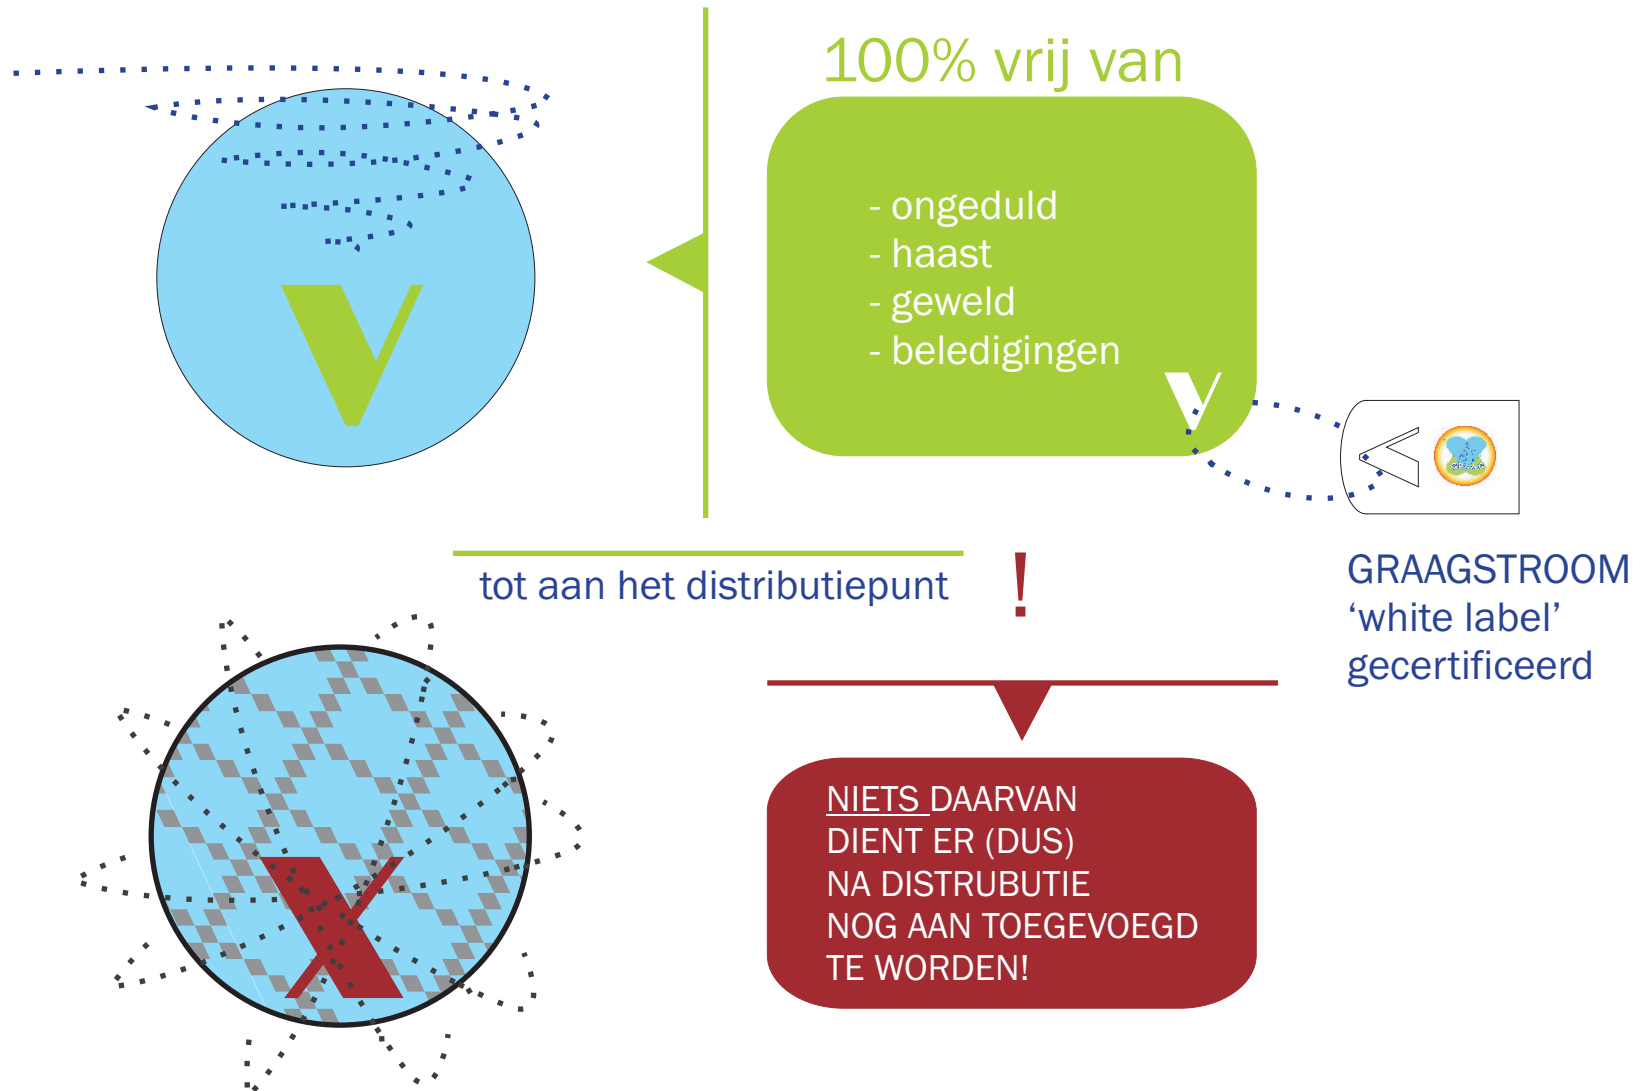 100% vrij van
- ongeduld
- haast
- geweld
- beledigingen
V
V
tot aan het distributiepunt
!
GRAAGSTROOM
‘white label’
gecertificeerd
X
NIETS DAARVAN
DIENT ER (DUS)
NA DISTRUBUTIE
NOG AAN TOEGEVOEGD
TE WORDEN!